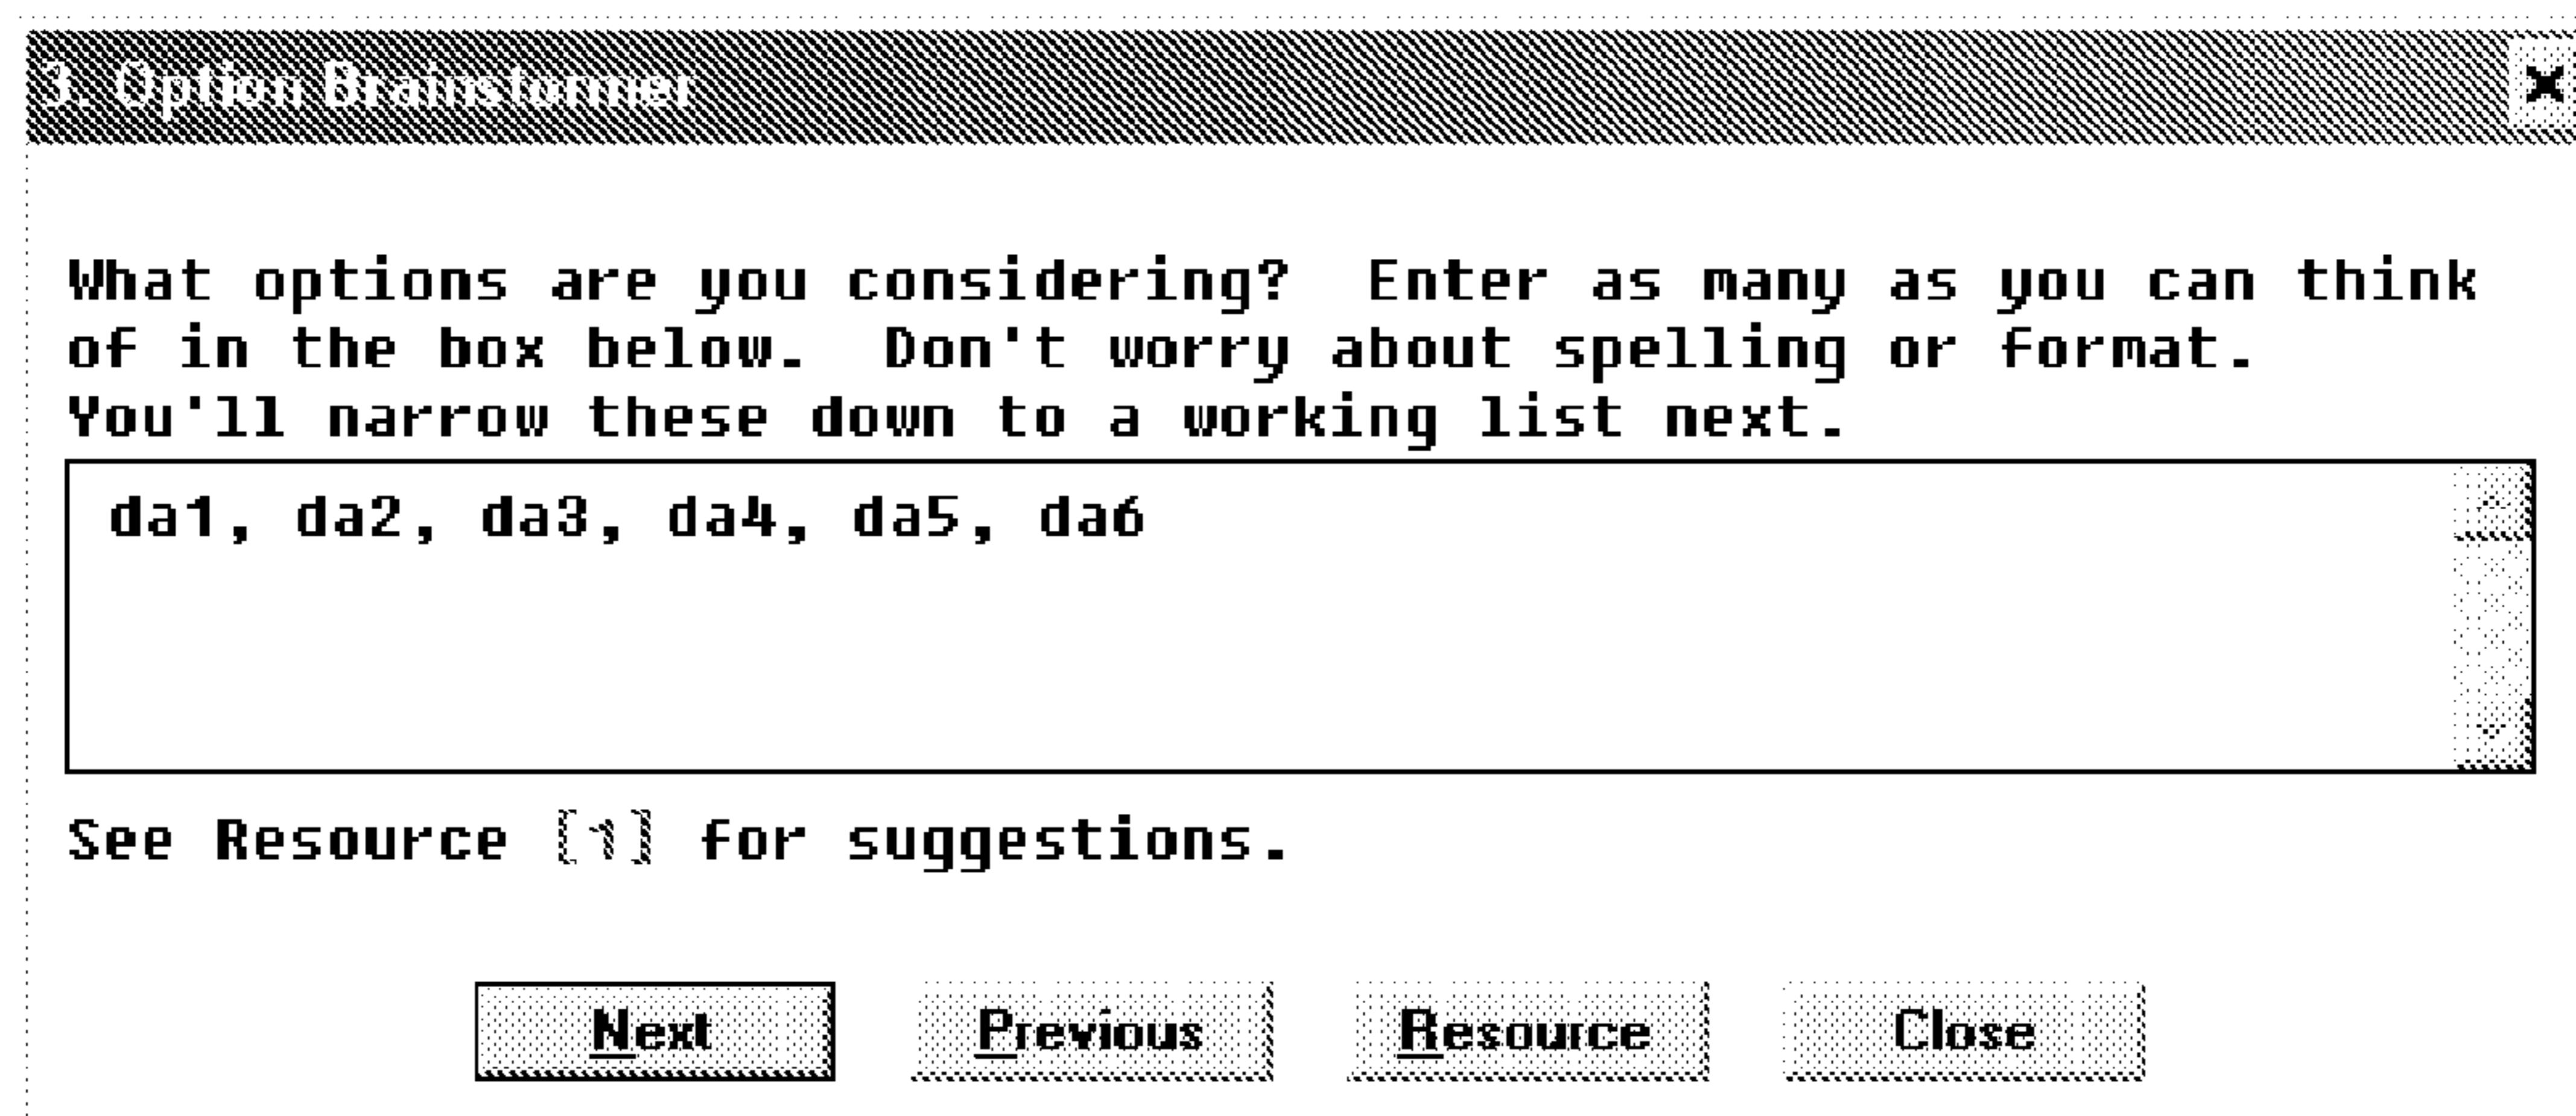 3. Option Brainstormer
What options are you considering?  Enter as many as you can think
of in the box below.  Don't worry about spelling or format.
You'll narrow these down to a working list next.
da1, da2, da3, da4, da5, da6
See Resource [1] for suggestions.
Next Previous Resource Close